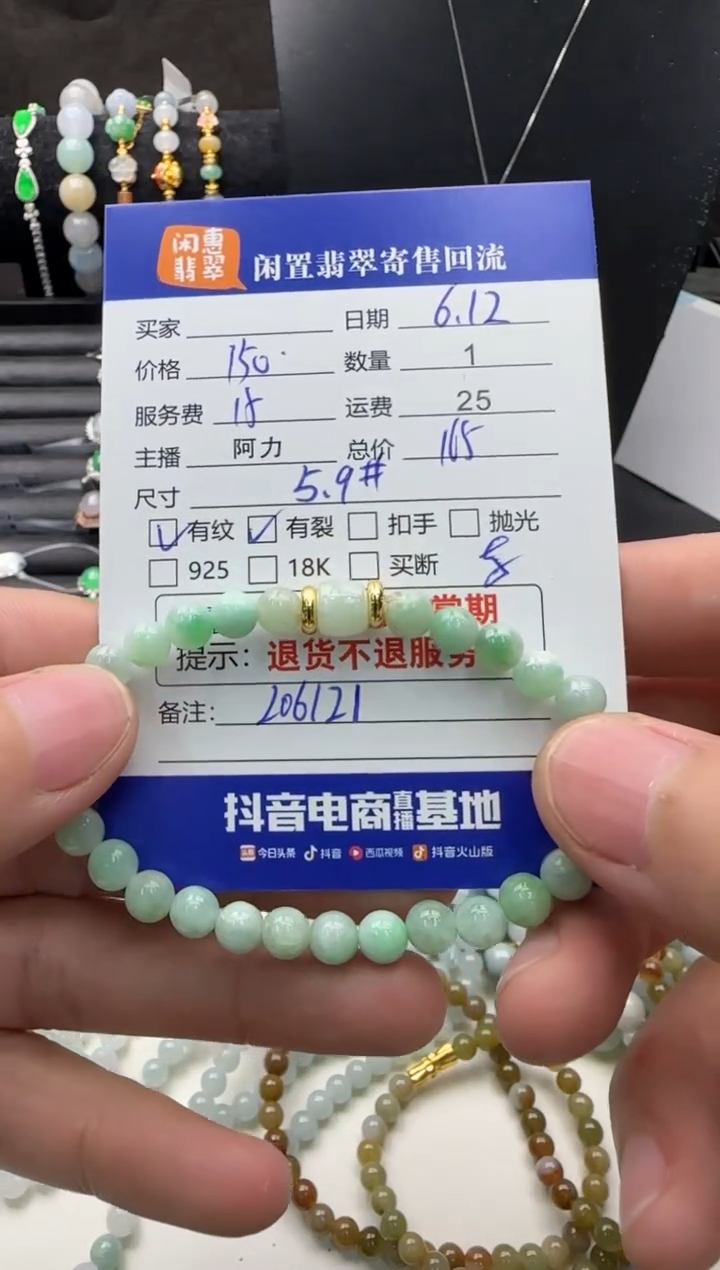 闲惠
翡翠
闲置翡翠寄售回流
买家 日期 6.12
价格 150 数量 1
服务费 15 运费 25
主播 阿力 总价 165
尺寸 5.9#
有纹 有裂 扣手 抛光
925 18K 买断
常期
提示：退货不退服务
备注：206121
抖音电商直播基地
头条 今日头条 抖音 西瓜视频 抖音火山版